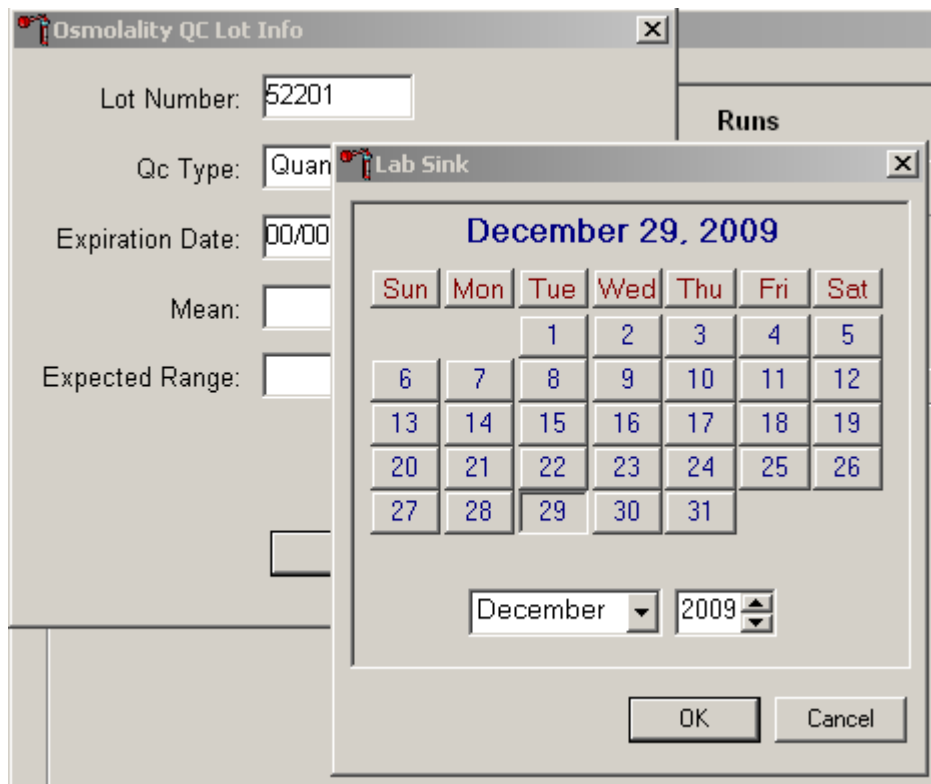 Osmolality QC Lot Info
Lot Number: 52201
Qc Type: Quan
Expiration Date: 00/00
Mean:
Expected Range:
Runs
Lab Sink
December 29, 2009
Sun Mon Tue Wed Thu Fri Sat
1 2 3 4 5
6 7 8 9 10 11 12
13 14 15 16 17 18 19
20 21 22 23 24 25 26
27 28 29 30 31
December 2009
OK Cancel